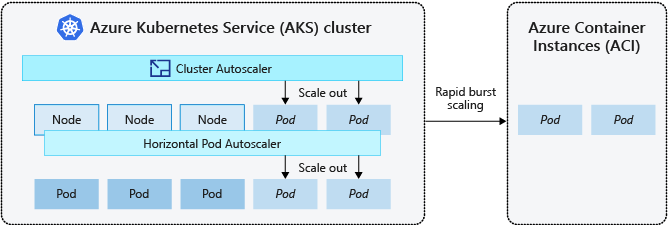 Azure Kubernetes Service (AKS) cluster
Cluster Autoscaler
Scale out
Node Node Node Pod Pod
Horizontal Pod Autoscaler
Scale out
Pod Pod Pod Pod Pod
Rapid burst
scaling
Azure Container
Instances (ACI)
Pod Pod